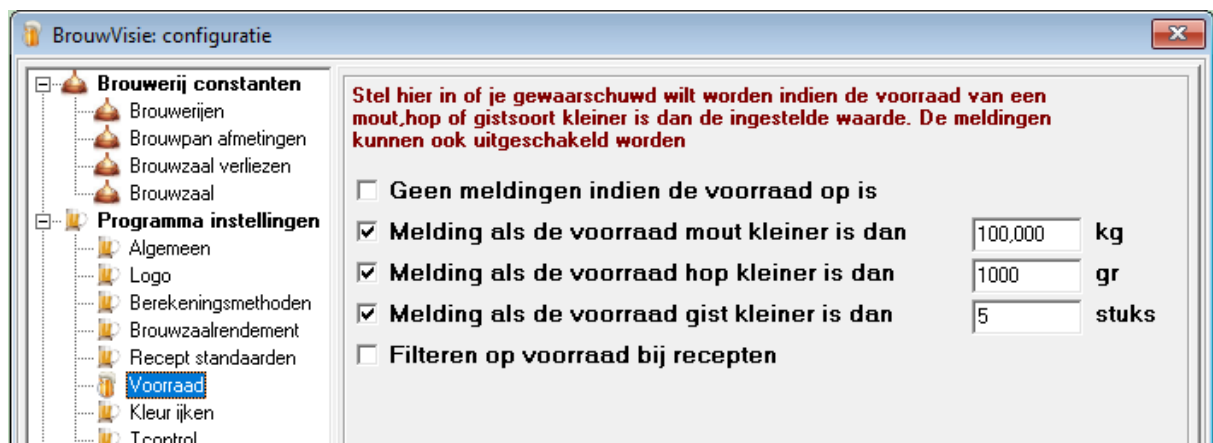 BrouwVisie: configuratie
Brouwerij constanten
Brouwerijen
Brouwpan afmetingen
Brouwzaal verliezen
Brouwzaal
Programma instellingen
Algemeen
Logo
Berekeningsmethoden
Brouwzaalrendement
Recept standaarden
Voorraad
Kleur ijken
Tcontrol
Stel hier in of je gewaarschuwd wilt worden indien de voorraad van een
mout,hop of gistsoort kleiner is dan de ingestelde waarde. De meldingen
kunnen ook uitgeschakeld worden
Geen meldingen indien de voorraad op is
Melding als de voorraad mout kleiner is dan 100,000 kg
Melding als de voorraad hop kleiner is dan 1000 gr
Melding als de voorraad gist kleiner is dan 5 stuks
Filteren op voorraad bij recepten